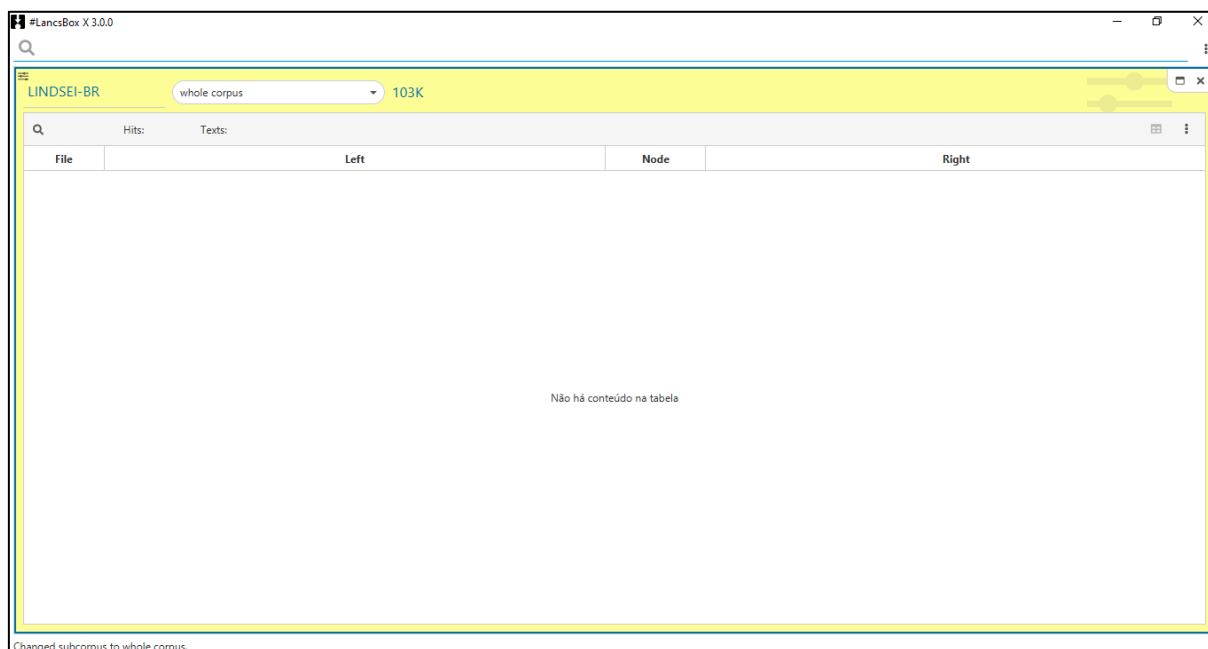 #LancsBox X 3.0.0
LINDSEI-BR whole corpus 103K
Hits: Texts:
File Left Node Right
Não há conteúdo na tabela
Changed subcorpus to whole corpus.